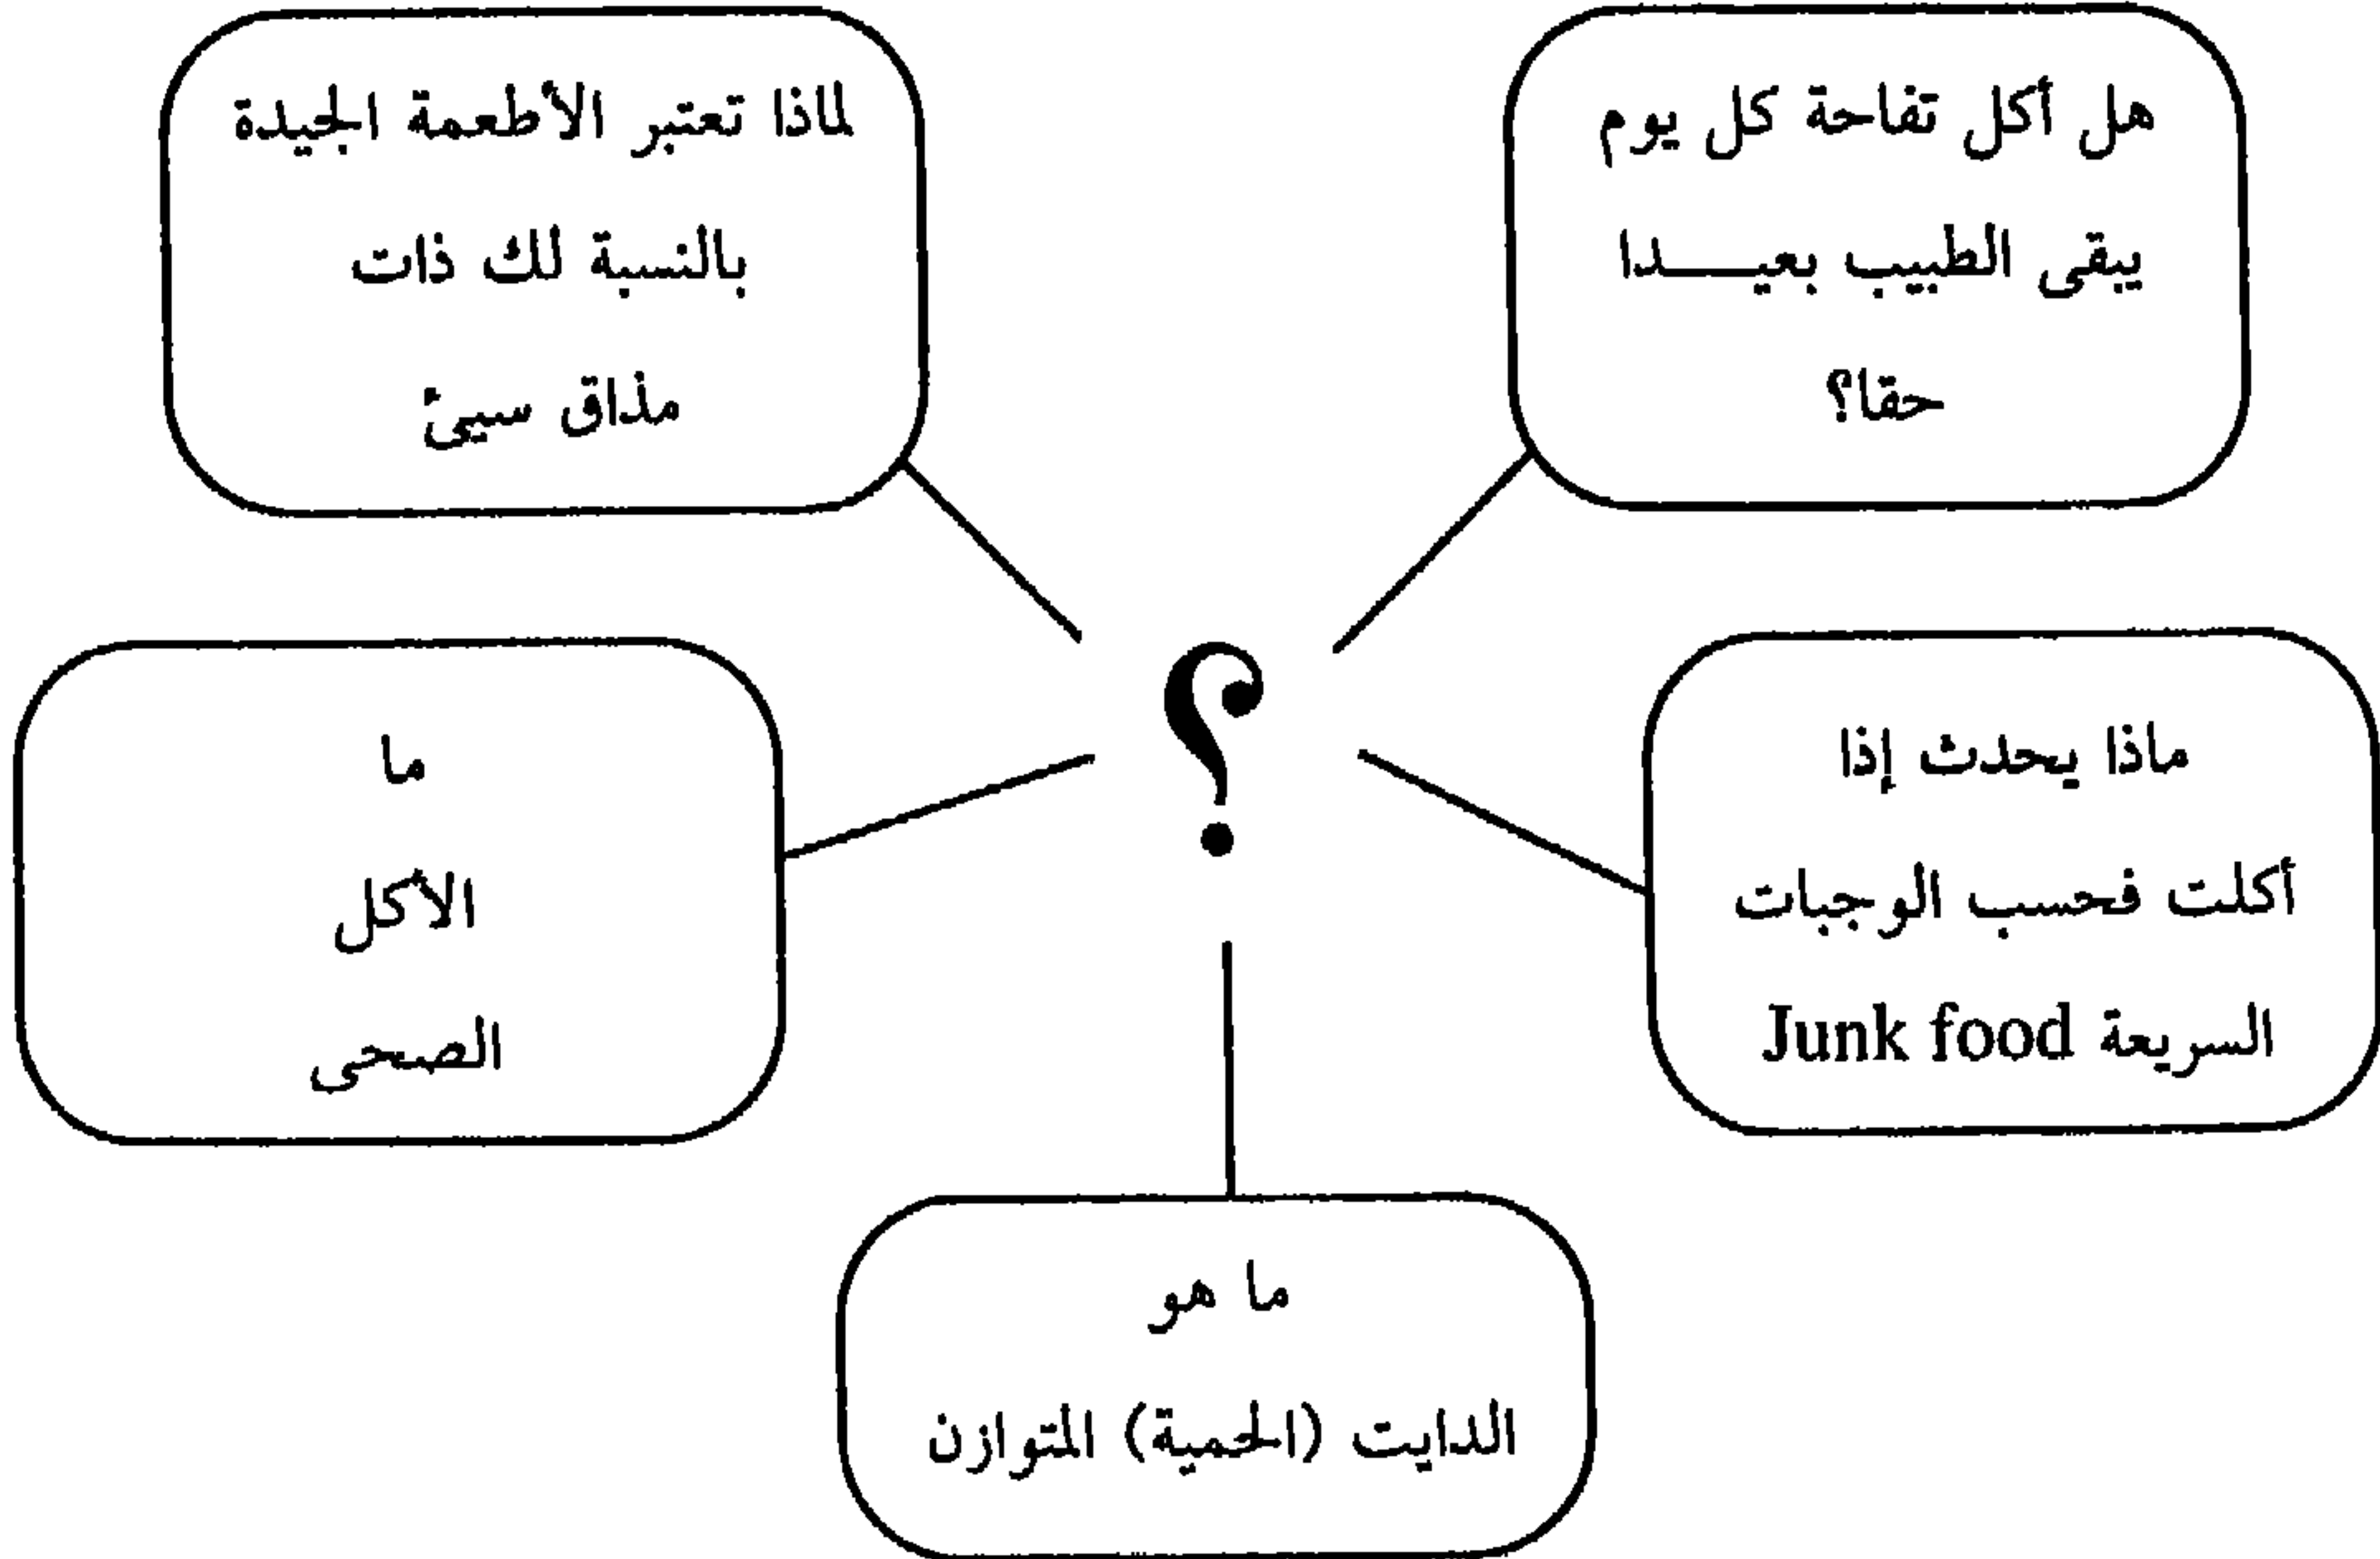 هل أكل تفاحة كل يوم
يبقى الطبيب بعيـــدا
حقا؟
لماذا تعتبر الأطعمة الجيدة
بالنسبة لك ذات
مذاق سيئ
؟
ماذا يحدث إذا
أكلت فحسب الوجبات
السريعة Junk food
ما
الأكل
الصحى
ما هو
الدايت (الحمية) المتوازن